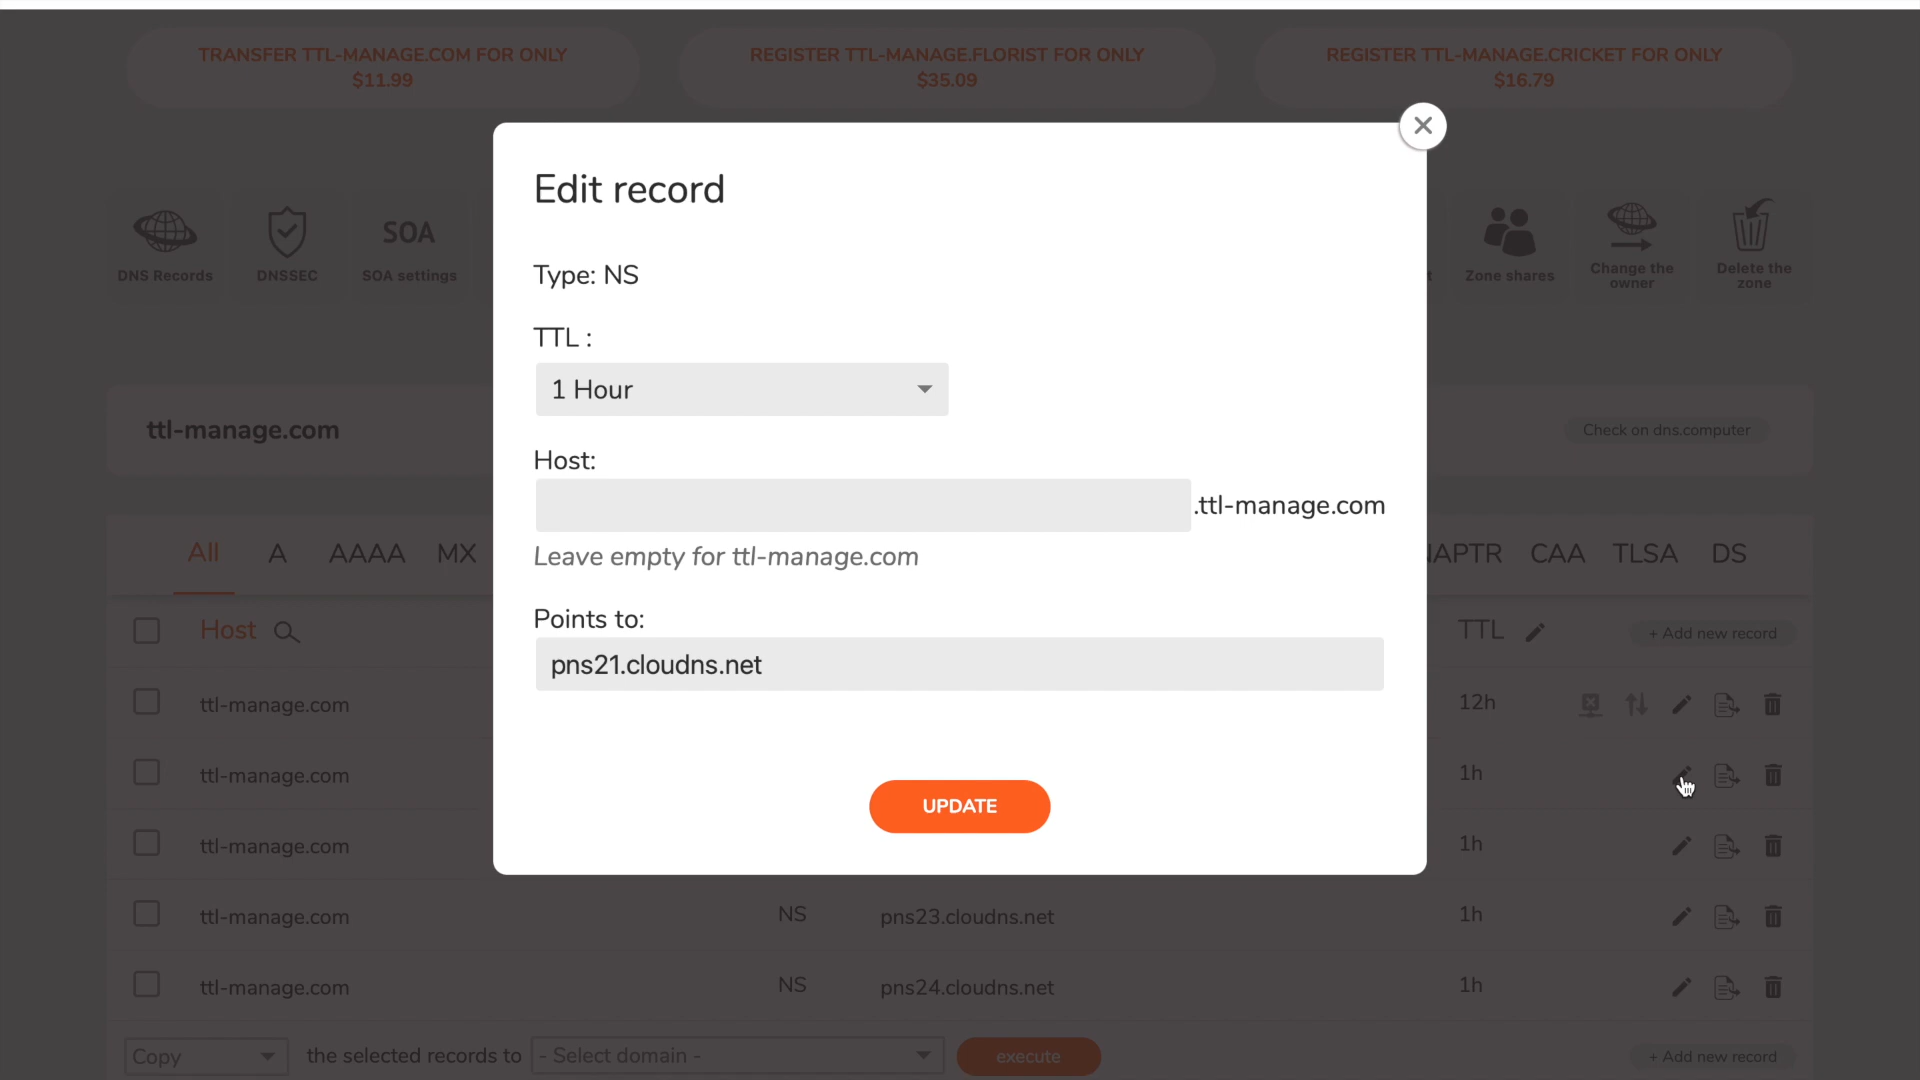 TRANSFER TTL-MANAGE.COM FOR ONLY
$11.99
REGISTER TTL-MANAGE.FLORIST FOR ONLY
$35.09
REGISTER TTL-MANAGE.CRICKET FOR ONLY
$16.79
SOA
DNS Records
DNSSEC
SOA settings
t
Zone shares
Change the
owner
Delete the
zone
ttl-manage.com
Check on dns.computer
All
A
AAAA
MX
NAPTR
CAA
TLSA
DS
Host
TTL
+ Add new record
ttl-manage.com
12h
ttl-manage.com
1h
ttl-manage.com
1h
ttl-manage.com
NS
pns23.cloudns.net
1h
ttl-manage.com
NS
pns24.cloudns.net
1h
Copy
the selected records to
- Select domain -
execute
+ Add new record
Edit record
Type: NS
TTL :
1 Hour
Host:
.ttl-manage.com
Leave empty for ttl-manage.com
Points to:
pns21.cloudns.net
UPDATE